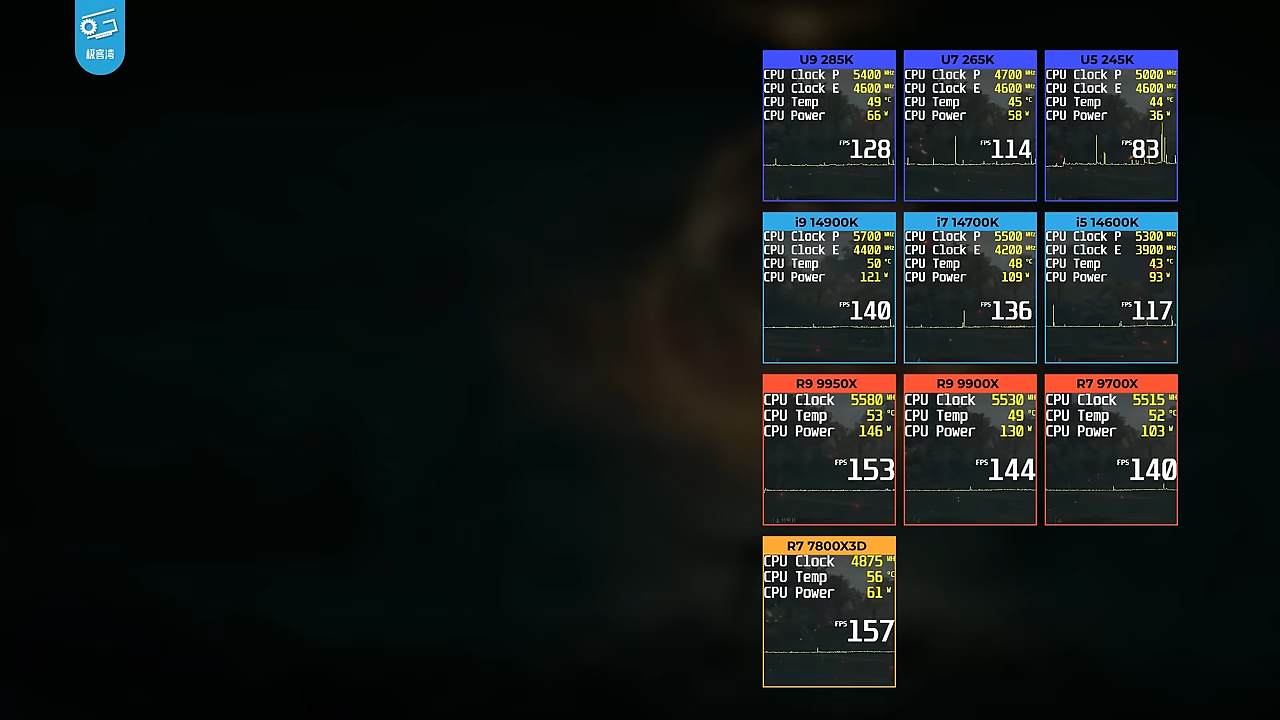 极客湾
U9 285K
CPU Clock P 5400 MHz
CPU Clock E 4600 MHz
CPU Temp 49 °C
CPU Power 66 W
FPS 128
U7 265K
CPU Clock P 4700 MHz
CPU Clock E 4600 MHz
CPU Temp 45 °C
CPU Power 58 W
FPS 114
U5 245K
CPU Clock P 5000 MHz
CPU Clock E 4600 MHz
CPU Temp 44 °C
CPU Power 36 W
FPS 83
i9 14900K
CPU Clock P 5700 MHz
CPU Clock E 4400 MHz
CPU Temp 50 °C
CPU Power 121 W
FPS 140
i7 14700K
CPU Clock P 5500 MHz
CPU Clock E 4200 MHz
CPU Temp 48 °C
CPU Power 109 W
FPS 136
i5 14600K
CPU Clock P 5300 MHz
CPU Clock E 3900 MHz
CPU Temp 43 °C
CPU Power 93 W
FPS 117
R9 9950X
CPU Clock 5580 MH
CPU Temp 53 °C
CPU Power 146 W
FPS 153
R9 9900X
CPU Clock 5530 MH
CPU Temp 49 °C
CPU Power 130 W
FPS 144
R7 9700X
CPU Clock 5515 MH
CPU Temp 52 °C
CPU Power 103 W
FPS 140
R7 7800X3D
CPU Clock 4875 MH
CPU Temp 56 °C
CPU Power 61 W
FPS 157